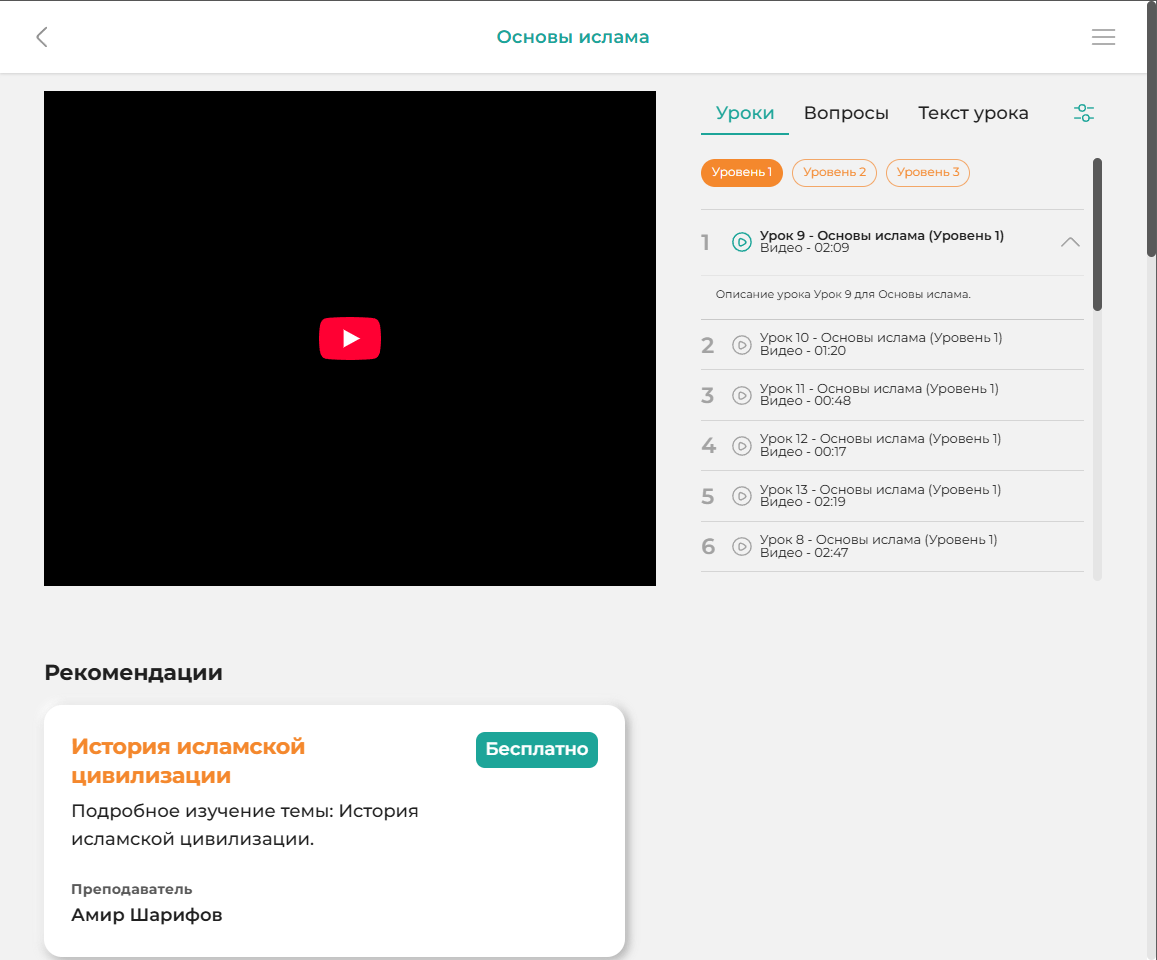 Основы ислама
Уроки
Вопросы
Текст урока
Уровень 1
Уровень 2
Уровень 3
1
Урок 9 - Основы ислама (Уровень 1)
Видео - 02:09
Описание урока Урок 9 для Основы ислама.
2
Урок 10 - Основы ислама (Уровень 1)
Видео - 01:20
3
Урок 11 - Основы ислама (Уровень 1)
Видео - 00:48
4
Урок 12 - Основы ислама (Уровень 1)
Видео - 00:17
5
Урок 13 - Основы ислама (Уровень 1)
Видео - 02:19
6
Урок 8 - Основы ислама (Уровень 1)
Видео - 02:47
Рекомендации
История исламской
цивилизации
Бесплатно
Подробное изучение темы: История
исламской цивилизации.
Преподаватель
Амир Шарифов